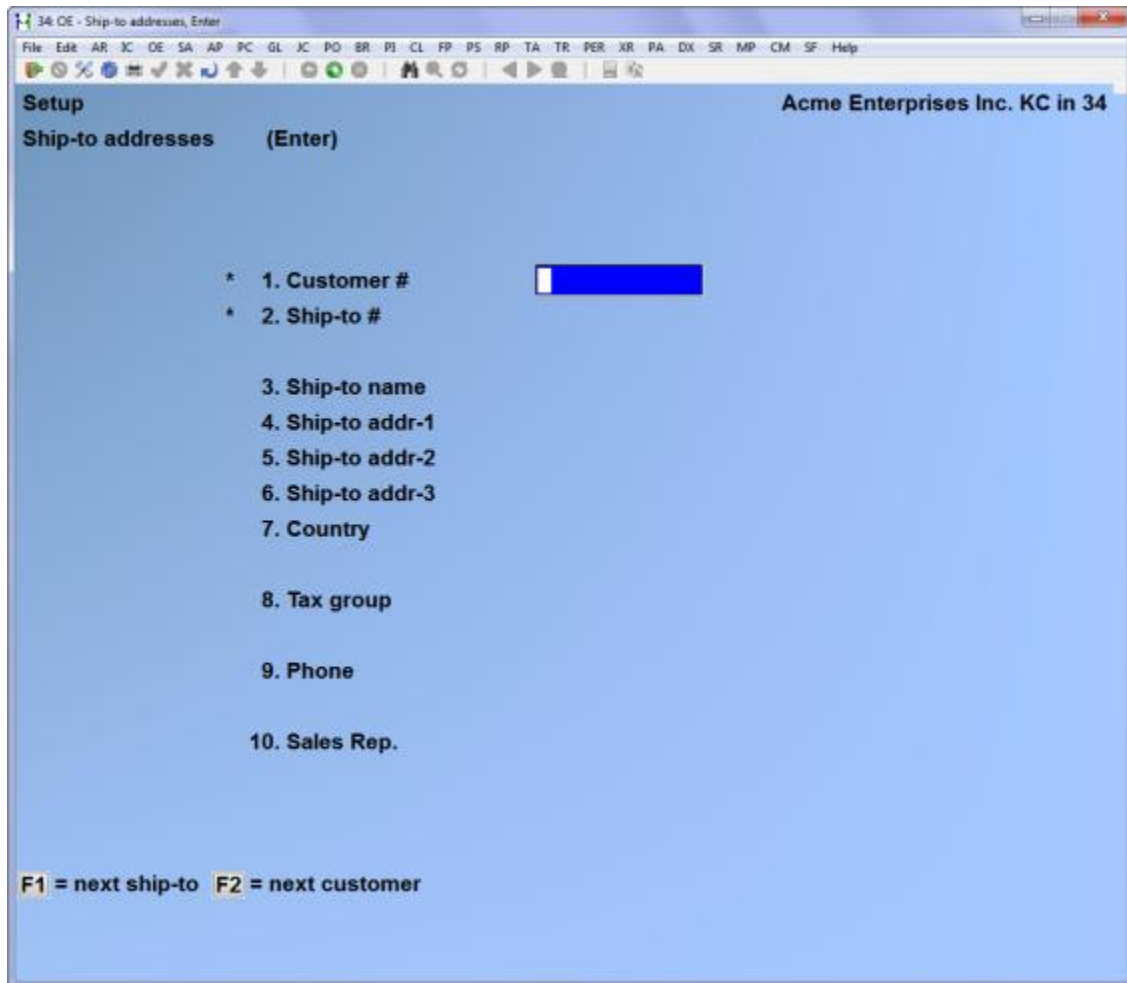 34: OE - Ship-to addresses, Enter
File Edit AR IC OE SA AP PC GL JC PO BR PI CL FP PS RP TA TR PER XR PA DX SR MP CM SF Help
Setup Acme Enterprises Inc. KC in 34
Ship-to addresses (Enter)
* 1. Customer #
* 2. Ship-to #
3. Ship-to name
4. Ship-to addr-1
5. Ship-to addr-2
6. Ship-to addr-3
7. Country
8. Tax group
9. Phone
10. Sales Rep.
F1 = next ship-to F2 = next customer